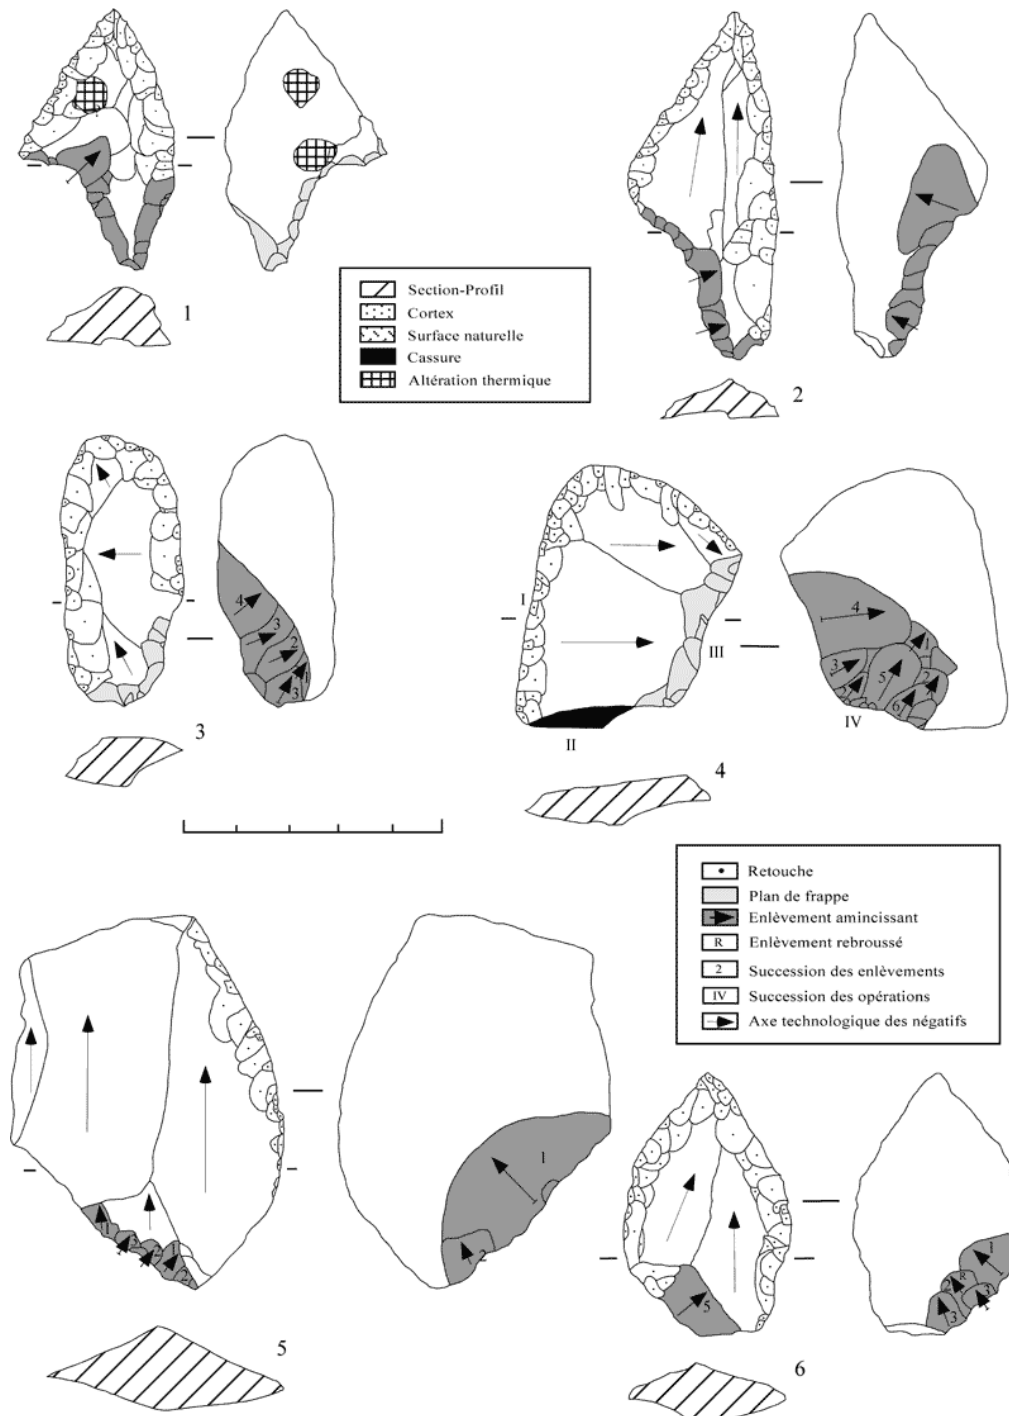 1
Section-Profil
Cortex
Surface naturelle
Cassure
Altération thermique
2
4
3
2
1
3
3
I
II
III
4
1
3
5
2
2
6
IV
4
Retouche
Plan de frappe
Enlèvement amincissant
R Enlèvement rebroussé
2 Succession des enlèvements
IV Succession des opérations
Axe technologique des négatifs
1
3
2
1
2
1
2
5
5
1
R
2
3
3
6